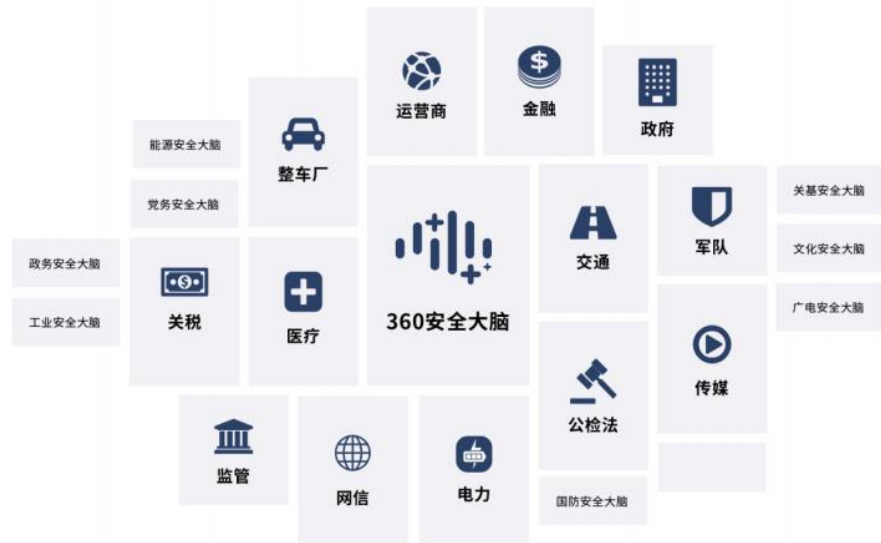 运营商
金融
政府
能源安全大脑
整车厂
党务安全大脑
360安全大脑
交通
军队
关基安全大脑
文化安全大脑
广电安全大脑
政务安全大脑
工业安全大脑
关税
医疗
公检法
传媒
监管
网信
电力
国防安全大脑